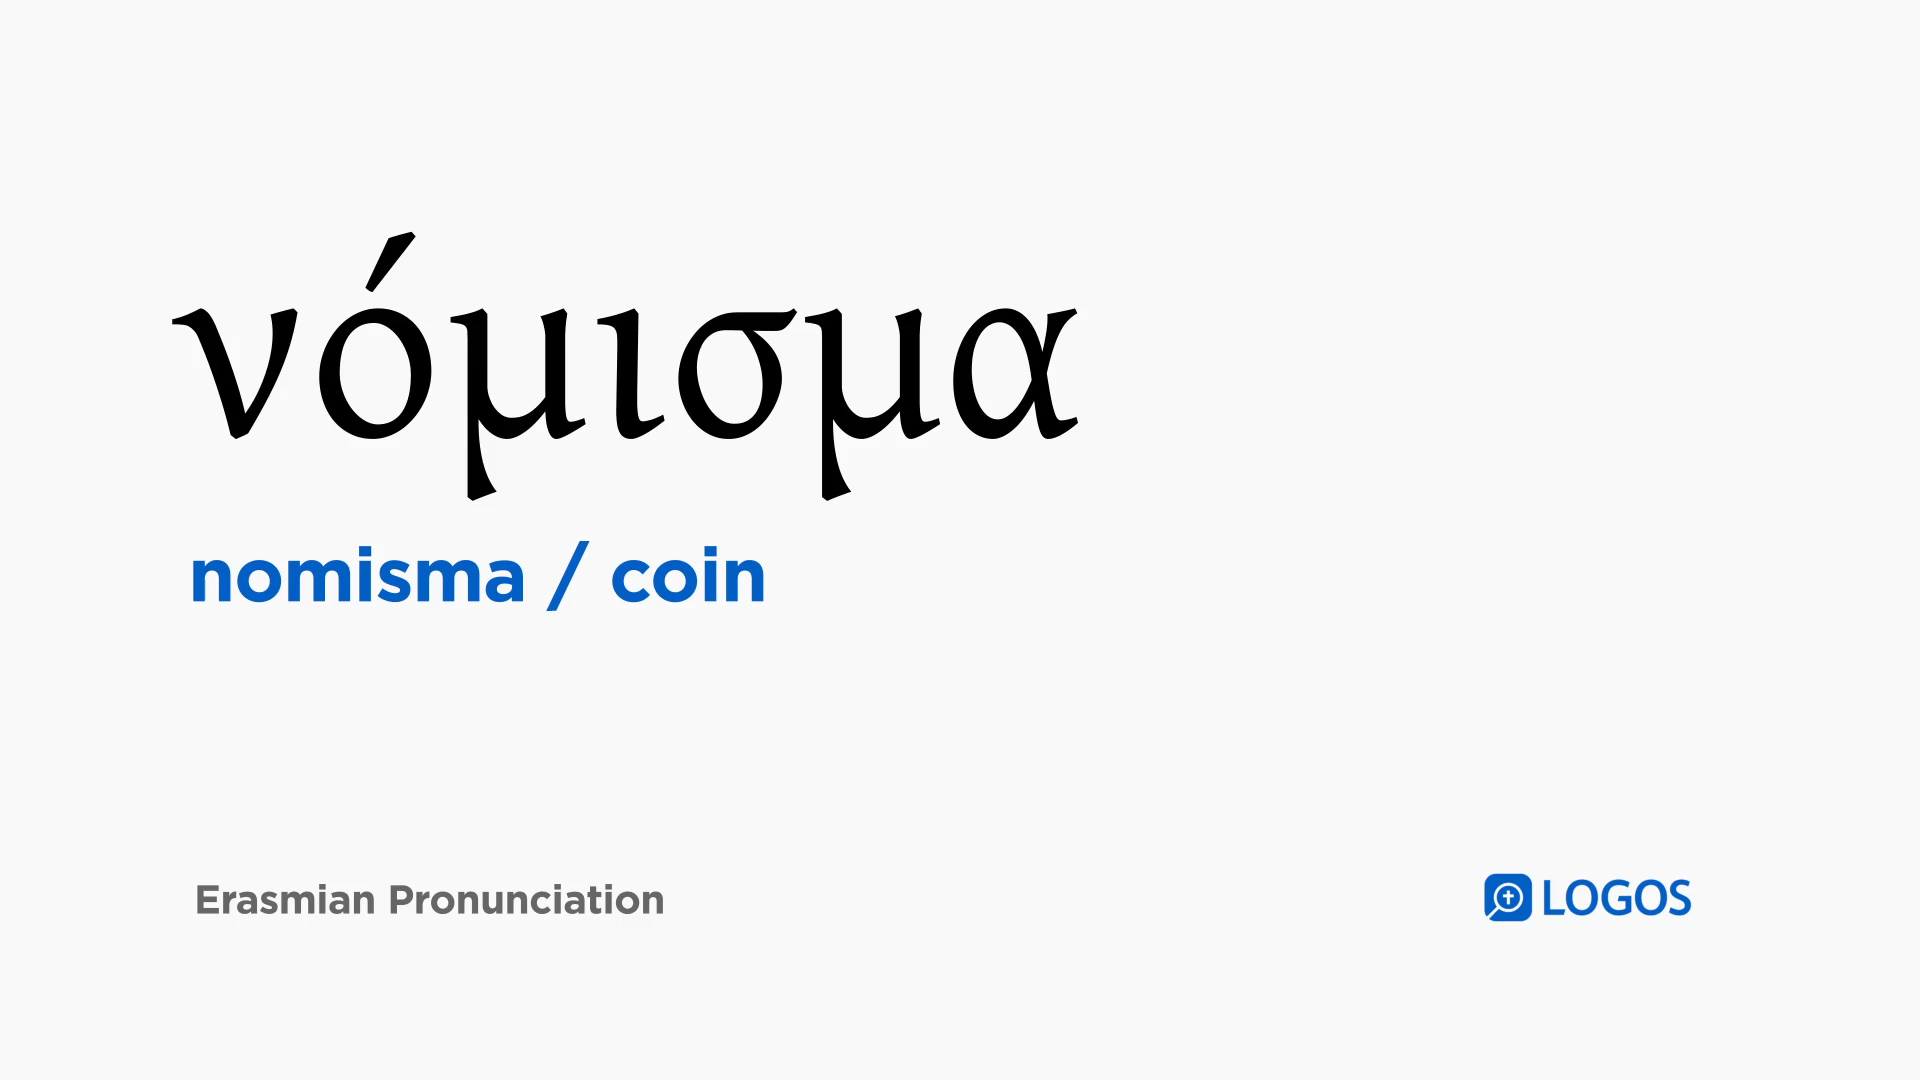 νόμισμα
nomisma / coin
Erasmian Pronunciation
LOGOS